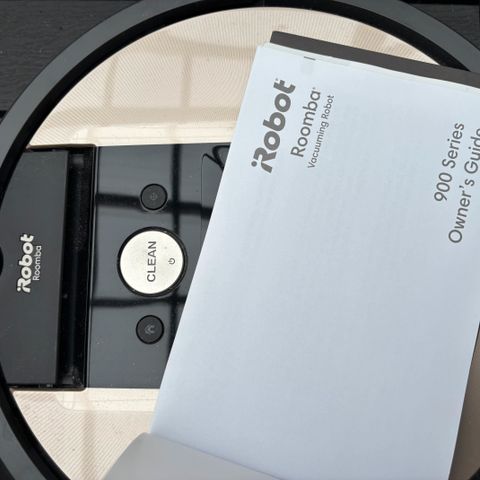 iRobot®
Roomba®
Vacuuming Robot
900 Series
Owner's Guide
iRobot
Roomba
CLEAN